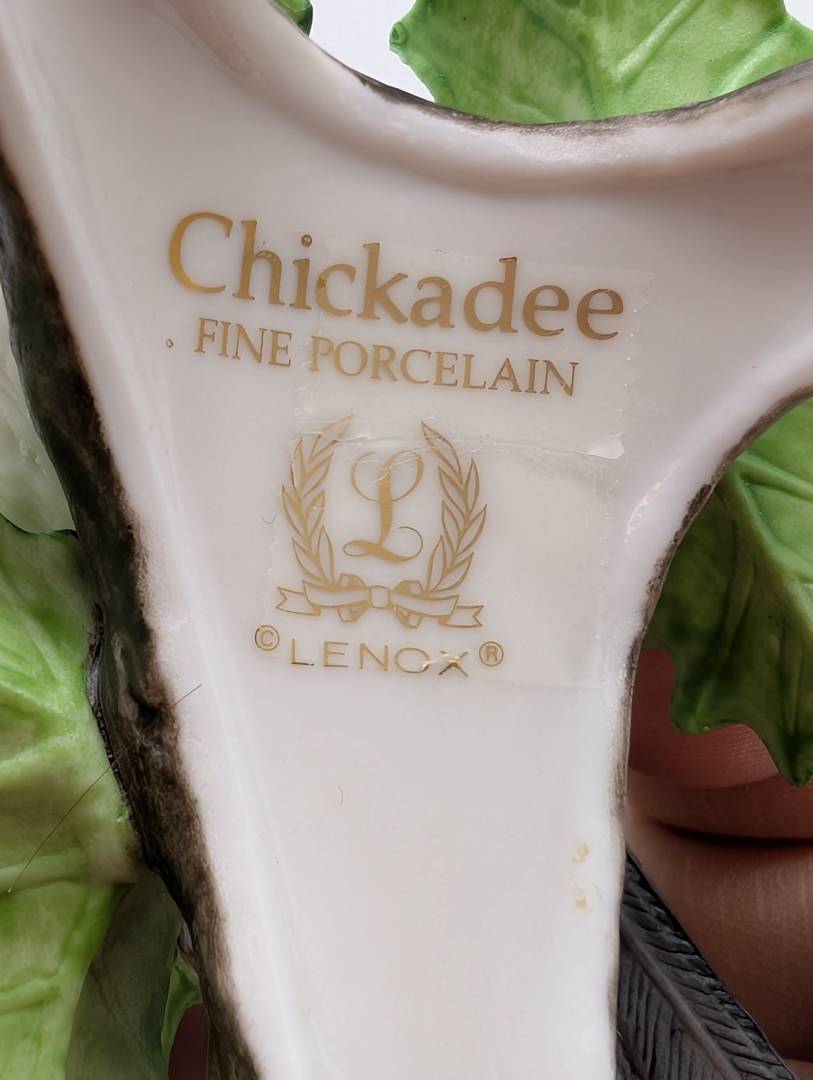 Chickadee
FINE PORCELAIN
L
© LENOX ®